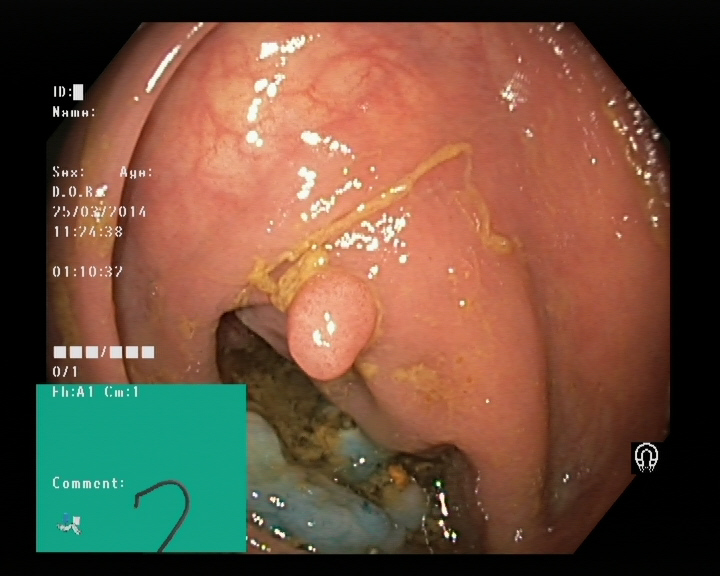 ID:
Name:
Sex: Age:
D.O.B.:
25/03/2014
11:24:38
01:10:32
■■■/■■■■
0/1
Eh:A1 Cm:1
Comment: